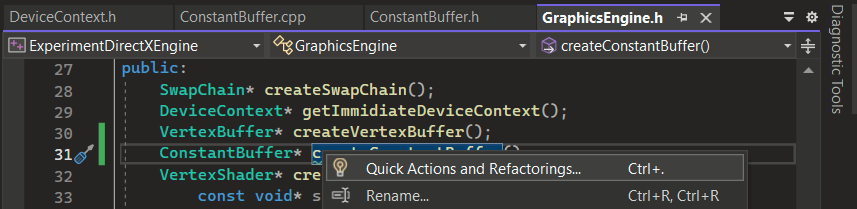 DeviceContext.h ConstantBuffer.cpp ConstantBuffer.h GraphicsEngine.h
ExperimentDirectXEngine GraphicsEngine createConstantBuffer()
Diagnostic Tools
27 public:
28 SwapChain* createSwapChain();
29 DeviceContext* getImmidiateDeviceContext();
30 VertexBuffer* createVertexBuffer();
31 ConstantBuffer*
32 VertexShader* cre
33 const void* s
Quick Actions and Refactorings... Ctrl+.
Rename... Ctrl+R, Ctrl+R